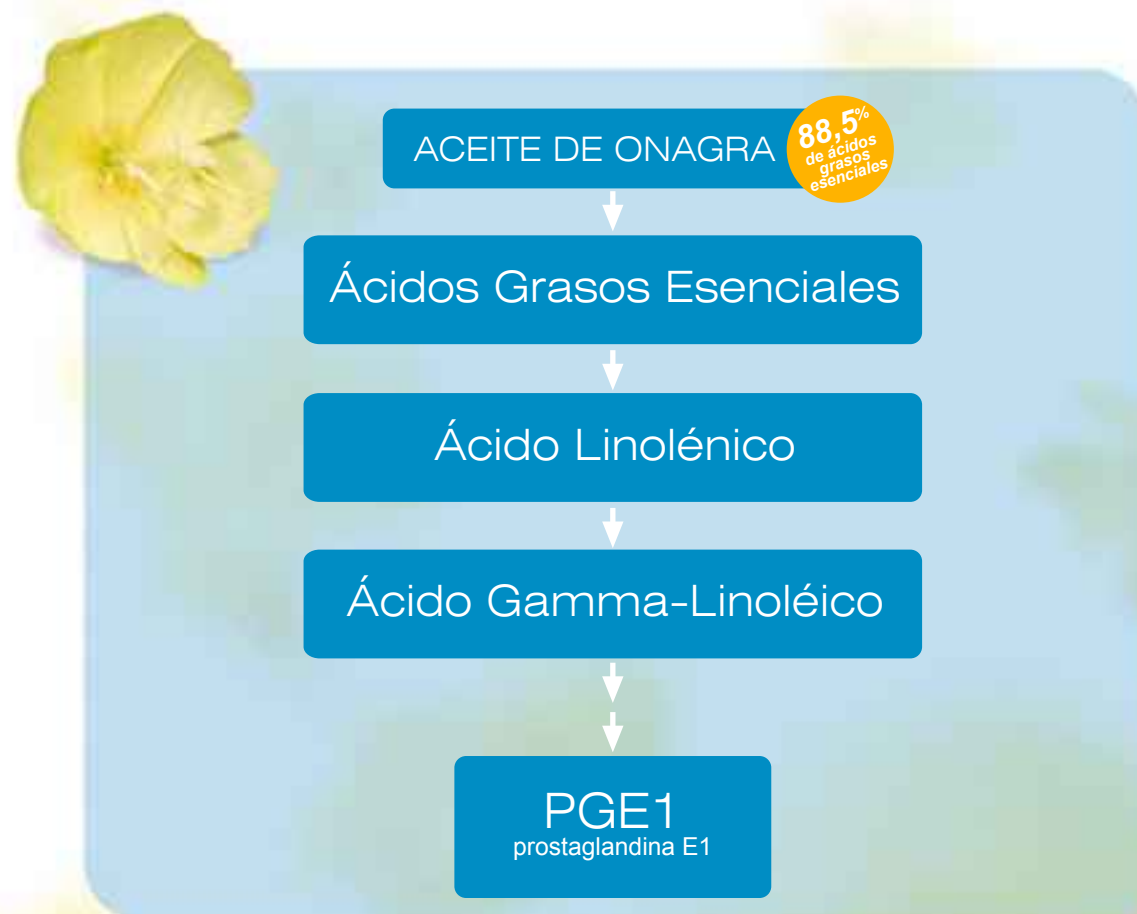 ACEITE DE ONAGRA
88,5%
de ácidos
grasos
esenciales
Ácidos Grasos Esenciales
Ácido Linolénico
Ácido Gamma-Linoléico
PGE1
prostaglandina E1